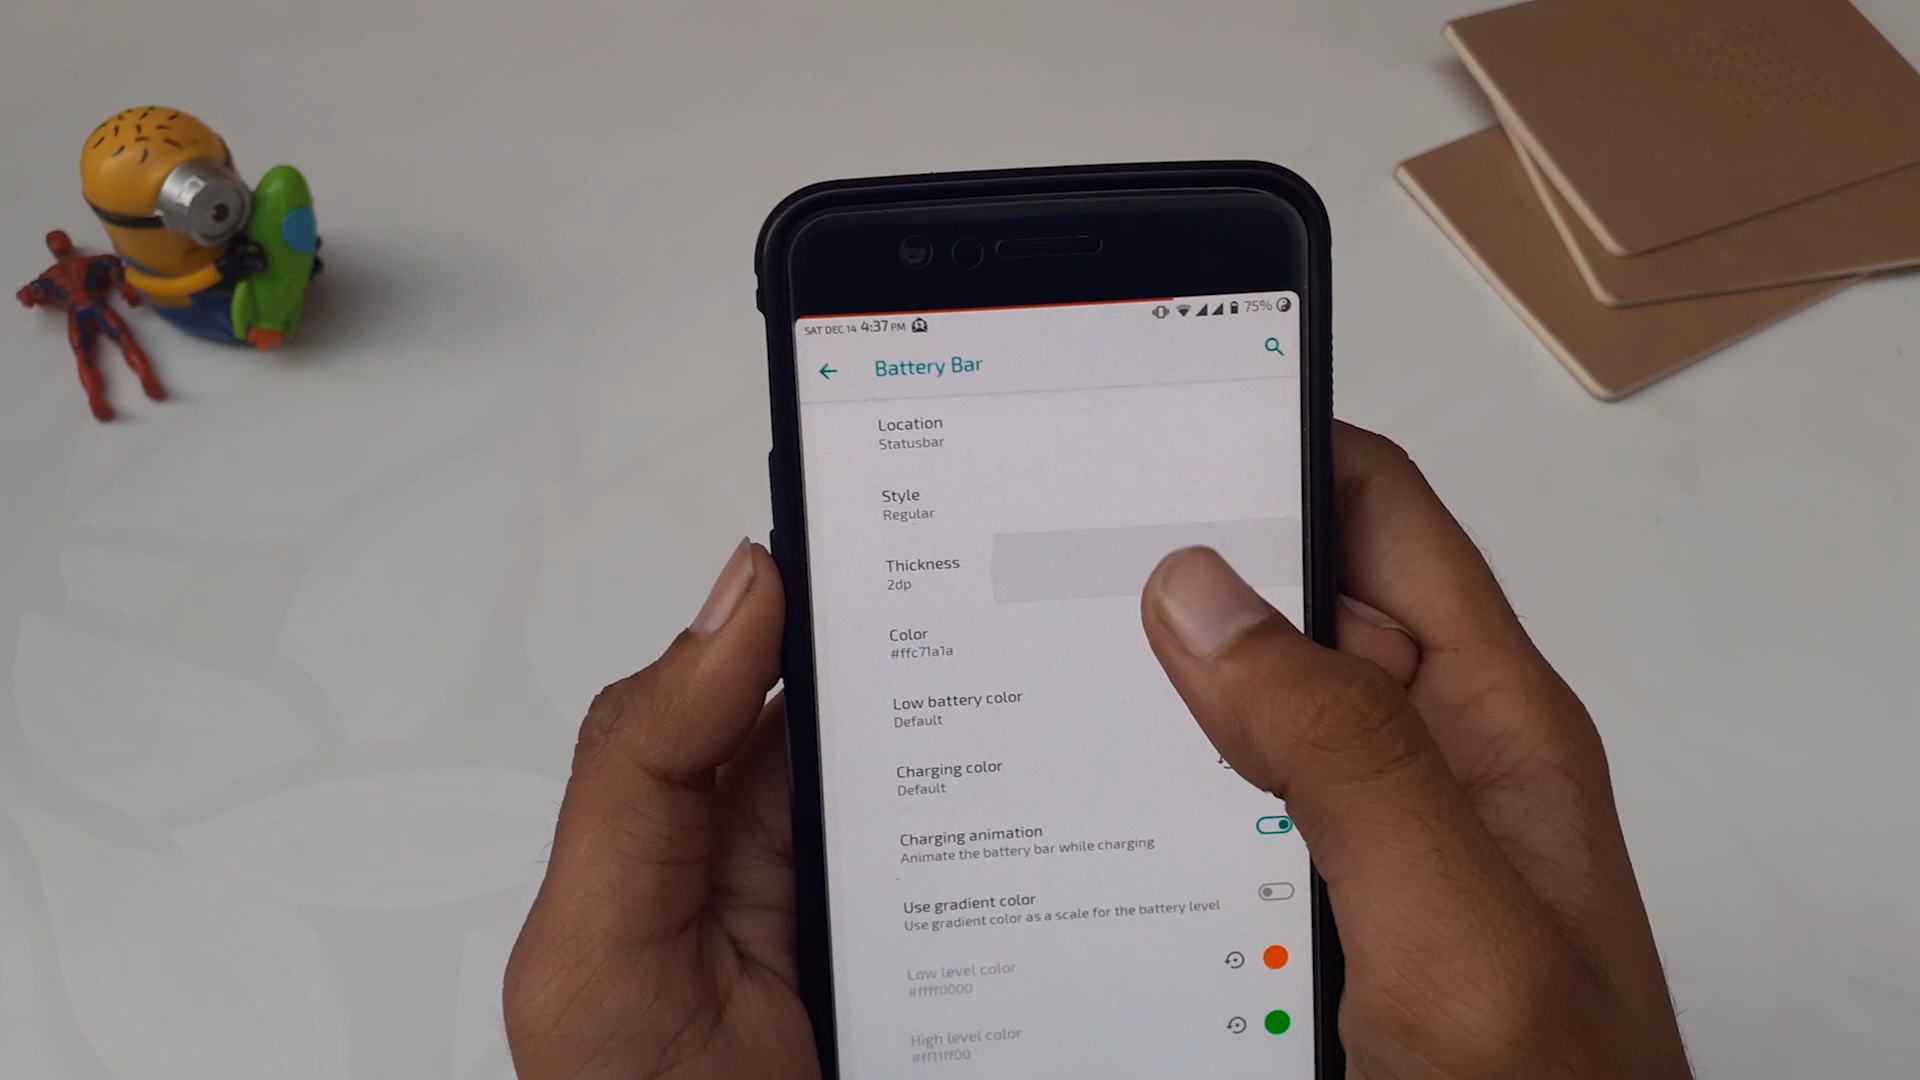 SAT DEC 14 4:37 PM 75%
Battery Bar
Location
Statusbar
Style
Regular
Thickness
2dp
Color
#ffc71a1a
Low battery color
Default
Charging color
Default
Charging animation
Animate the battery bar while charging
Use gradient color
Use gradient color as a scale for the battery level
Low level color
#ffff0000
High level color
#ff11ff00